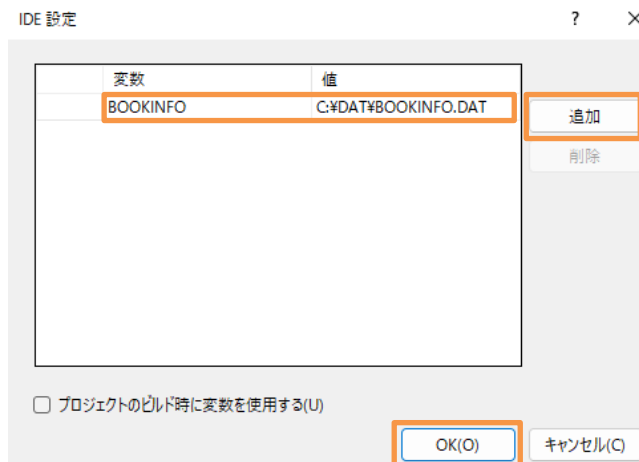 IDE 設定 ? ×
変数 値
BOOKINFO C:¥DAT¥BOOKINFO.DAT
追加
削除
プロジェクトのビルド時に変数を使用する(U)
OK(O) キャンセル(C)